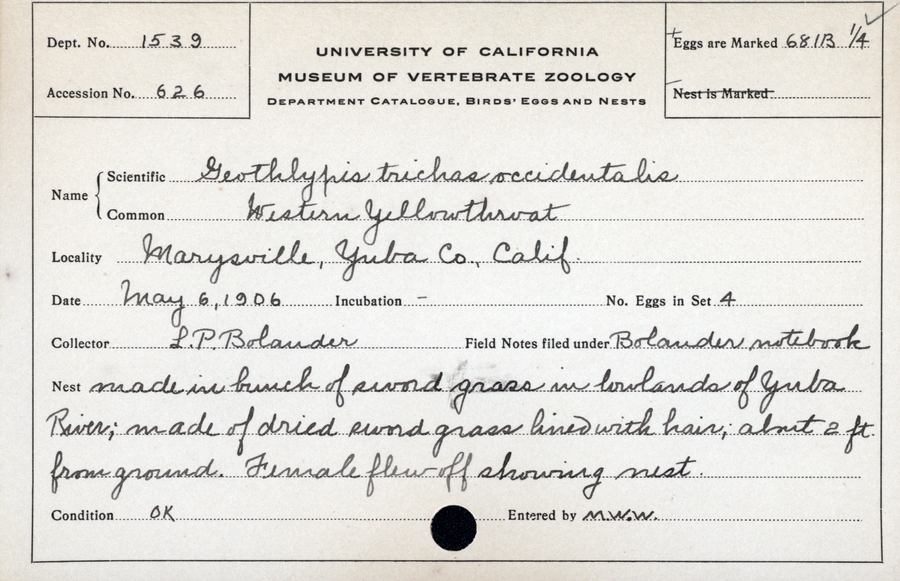 Dept. No. 1539
Accession No. 626
UNIVERSITY OF CALIFORNIA
MUSEUM OF VERTEBRATE ZOOLOGY
DEPARTMENT CATALOGUE, BIRDS' EGGS AND NESTS
Eggs are Marked 6811B 1/4
Nest is Marked
Name
Scientific Geothlypis trichas occidentalis
Common Western Yellowthroat
Locality Marysville, Yuba Co., Calif.
Date May 6, 1906 Incubation – No. Eggs in Set 4
Collector L.P. Bolander Field Notes filed under Bolander notebook
Nest made in bunch of sword grass in lowlands of Yuba
River; made of dried sword grass lined with hair; about 2 ft.
from ground. Female flew off showing nest.
Condition OK Entered by M.W.W.